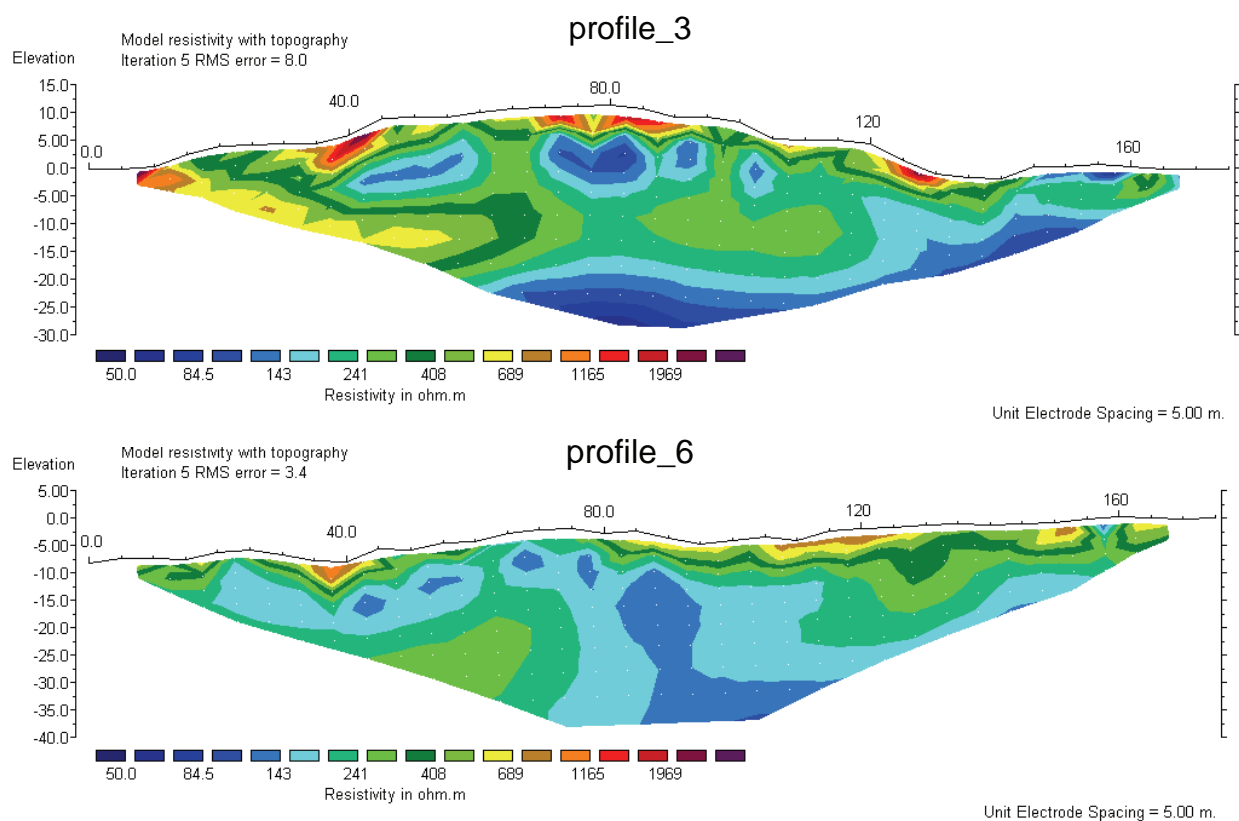 profile_3
Model resistivity with topography
Iteration 5 RMS error = 8.0
Elevation
15.0
10.0
5.00
0.0
-5.00
-10.0
-15.0
-20.0
-25.0
-30.0
0.0
40.0
80.0
120
160
50.0 84.5 143 241 408 689 1165 1969
Resistivity in ohm.m
Unit Electrode Spacing = 5.00 m.
profile_6
Model resistivity with topography
Iteration 5 RMS error = 3.4
Elevation
5.00
0.0
-5.00
-10.0
-15.0
-20.0
-25.0
-30.0
-35.0
-40.0
0.0
40.0
80.0
120
160
50.0 84.5 143 241 408 689 1165 1969
Resistivity in ohm.m
Unit Electrode Spacing = 5.00 m.